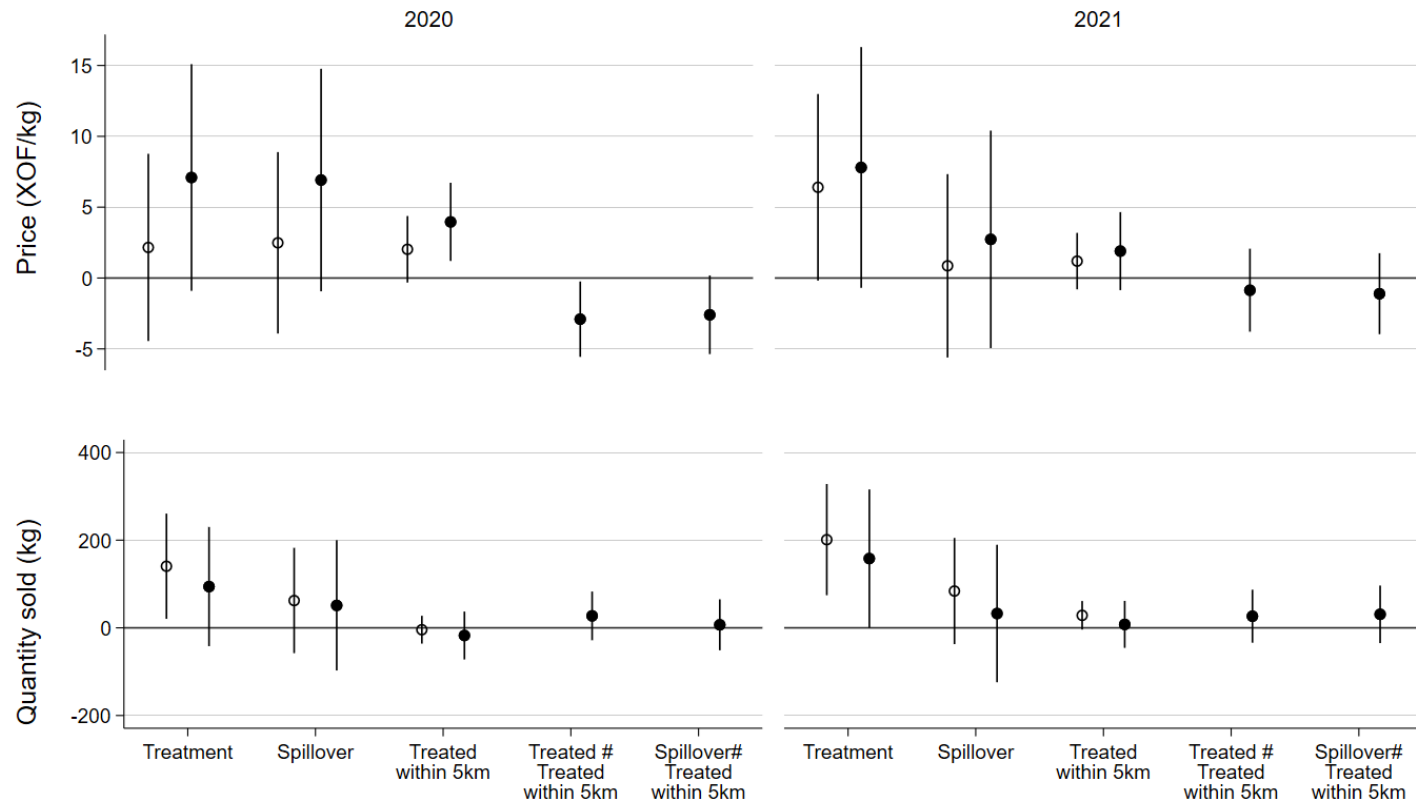 2020
2021
Price (XOF/kg)
15
10
5
0
-5
Quantity sold (kg)
400
200
0
-200
Treatment
Spillover
Treated
within 5km
Treated #
Treated
within 5km
Spillover#
Treated
within 5km
Treatment
Spillover
Treated
within 5km
Treated #
Treated
within 5km
Spillover#
Treated
within 5km